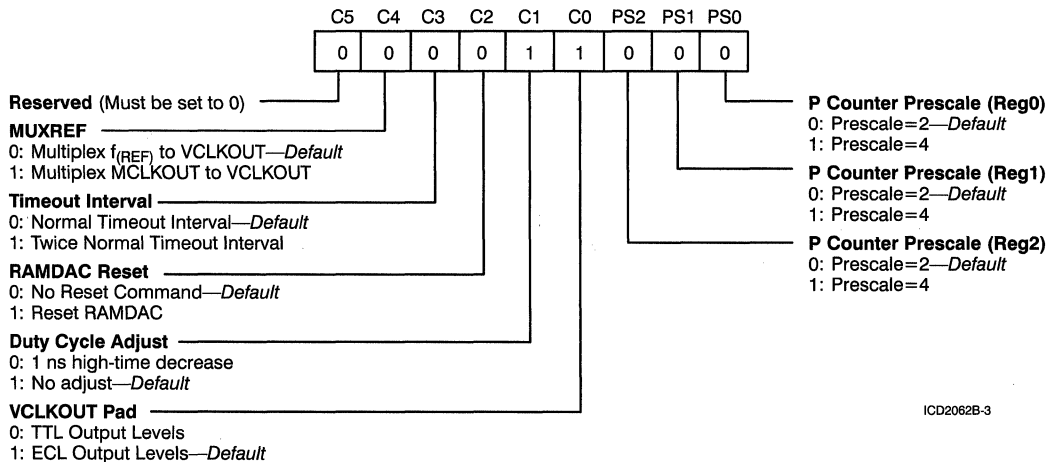 C5 C4 C3 C2 C1 C0 PS2 PS1 PS0
0 0 0 0 1 1 0 0 0
Reserved (Must be set to 0)
MUXREF
0: Multiplex f(REF) to VCLKOUT—Default
1: Multiplex MCLKOUT to VCLKOUT
Timeout Interval
0: Normal Timeout Interval—Default
1: Twice Normal Timeout Interval
RAMDAC Reset
0: No Reset Command—Default
1: Reset RAMDAC
Duty Cycle Adjust
0: 1 ns high-time decrease
1: No adjust—Default
VCLKOUT Pad
0: TTL Output Levels
1: ECL Output Levels—Default
P Counter Prescale (Reg0)
0: Prescale=2—Default
1: Prescale=4
P Counter Prescale (Reg1)
0: Prescale=2—Default
1: Prescale=4
P Counter Prescale (Reg2)
0: Prescale=2—Default
1: Prescale=4
ICD2062B-3